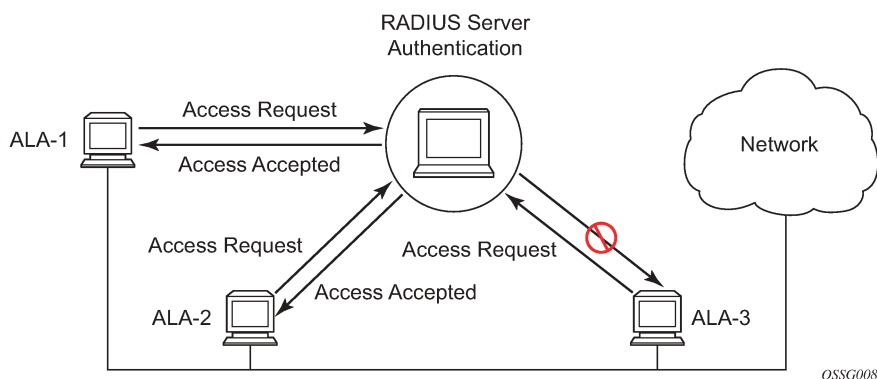 RADIUS Server
Authentication
Access Request
ALA-1
Access Accepted
Network
Access Request
Access Request
Access Accepted
ALA-2
ALA-3
OSSG008